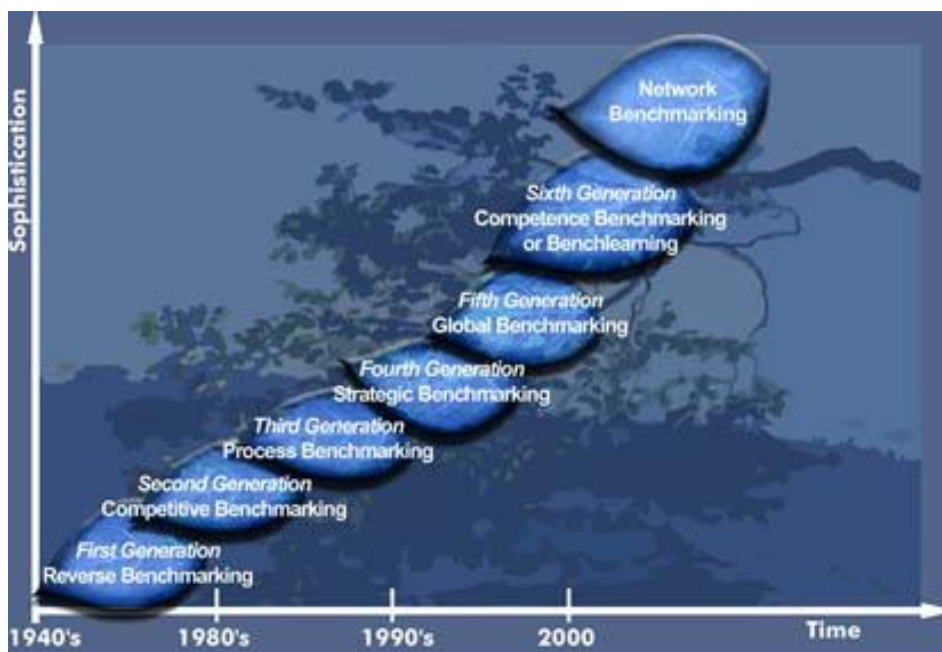 Network
Benchmarking
Sixth Generation
Competence Benchmarking
or Benchlearning
Fifth Generation
Global Benchmarking
Fourth Generation
Strategic Benchmarking
Third Generation
Process Benchmarking
Second Generation
Competitive Benchmarking
First Generation
Reverse Benchmarking
Sophistication
1940's
1980's
1990's
2000
Time